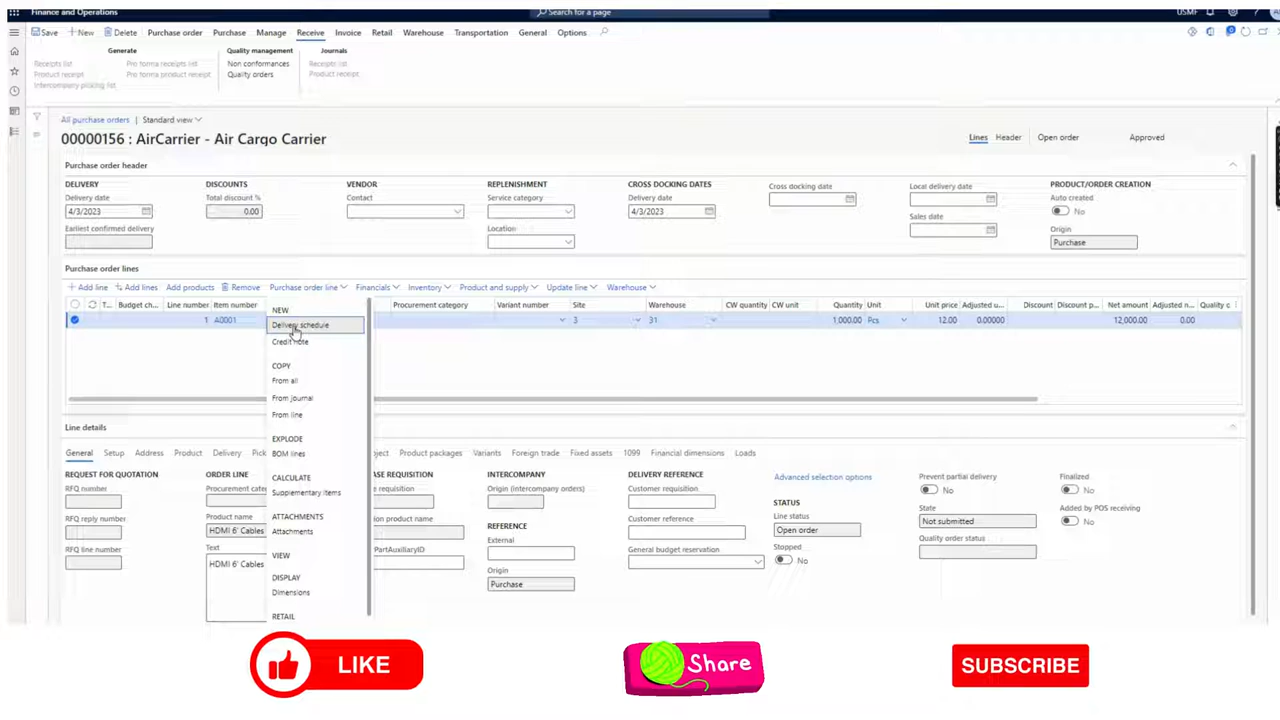 Finance and Operations
Search for a page
USMF
Save New Delete Purchase order Purchase Manage Receive Invoice Retail Warehouse Transportation General Options
Generate Quality management Journals
Receipts list Pro forma receipts list Non conformances Receipts list
Product receipt Pro forma product receipt Quality orders Product receipt
Intercompany picking list
All purchase orders Standard view
00000156 : AirCarrier - Air Cargo Carrier
Lines Header Open order Approved
Purchase order header
DELIVERY DISCOUNTS VENDOR REPLENISHMENT CROSS DOCKING DATES Cross docking date Local delivery date PRODUCT/ORDER CREATION
Delivery date Total discount % Contact Service category Delivery date Auto created
4/3/2023 0.00 4/3/2023 No
Sales date
Earliest confirmed delivery Location Origin
Purchase
Purchase order lines
Add line Add lines Add products Remove Purchase order line Financials Inventory Product and supply Update line Warehouse
T... Budget ch... Line number Item number Procurement category Variant number Site Warehouse CW quantity CW unit Quantity Unit Unit price Adjusted u... Discount Discount p... Net amount Adjusted n... Quality c
1 A0001 3 31 1,000.00 Pcs 12.00 0.00000 12,000.00 0.00
NEW
Delivery schedule
Credit note
COPY
From all
From journal
From line
EXPLODE
BOM lines
CALCULATE
Supplementary items
ATTACHMENTS
Attachments
VIEW
DISPLAY
Dimensions
RETAIL
Line details
General Setup Address Product Delivery Pick oject Product packages Variants Foreign trade Fixed assets 1099 Financial dimensions Loads
REQUEST FOR QUOTATION ORDER LINE ASE REQUISITION INTERCOMPANY DELIVERY REFERENCE Advanced selection options Prevent partial delivery Finalized
RFQ number Procurement cate e requisition Origin (intercompany orders) Customer requisition No No
STATUS
Line status State Added by POS receiving
RFQ reply number Product name ion product name REFERENCE Customer reference Open order Not submitted No
HDMI 6' Cables External
RFQ line number Text PartAuxiliaryID General budget reservation Stopped Quality order status
HDMI 6' Cables Origin No
Purchase
LIKE
Share
SUBSCRIBE